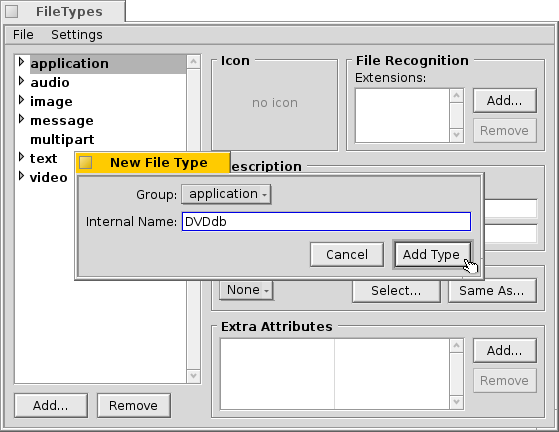 FileTypes
File Settings
application
audio
image
message
multipart
text
video
Add...
Remove
Icon
no icon
File Recognition
Extensions:
Add...
Remove
escription
New File Type
Group: application
Internal Name: DVDdb
Cancel
Add Type
None
Select...
Same As...
Extra Attributes
Add...
Remove